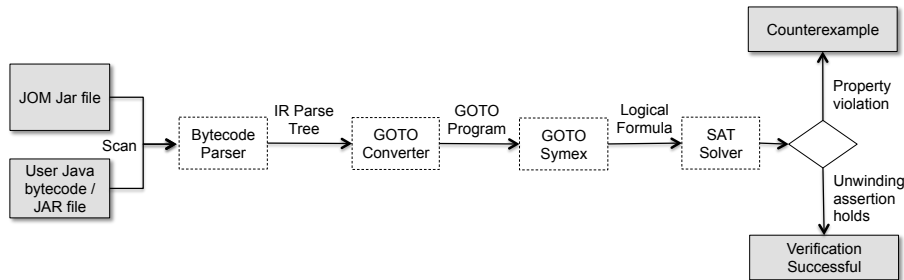 Counterexample
JOM Jar file
Property
violation
IR Parse
Tree
GOTO
Program
Logical
Formula
Scan
Bytecode
Parser
GOTO
Converter
GOTO
Symex
SAT
Solver
User Java
bytecode /
JAR file
Unwinding
assertion
holds
Verification
Successful